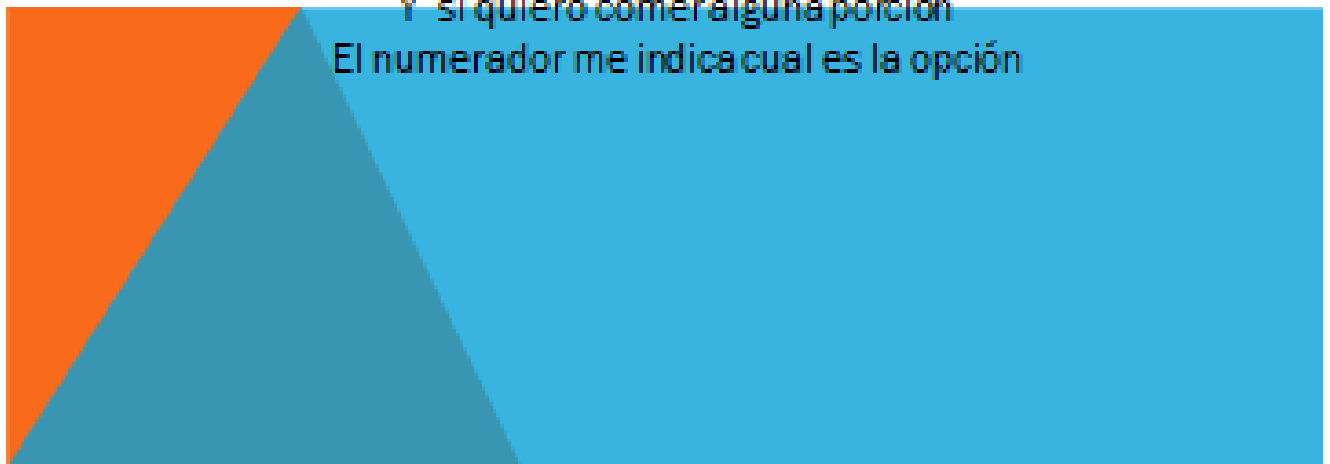 Y si quiero comer alguna porción
El numerador me indica cual es la opción